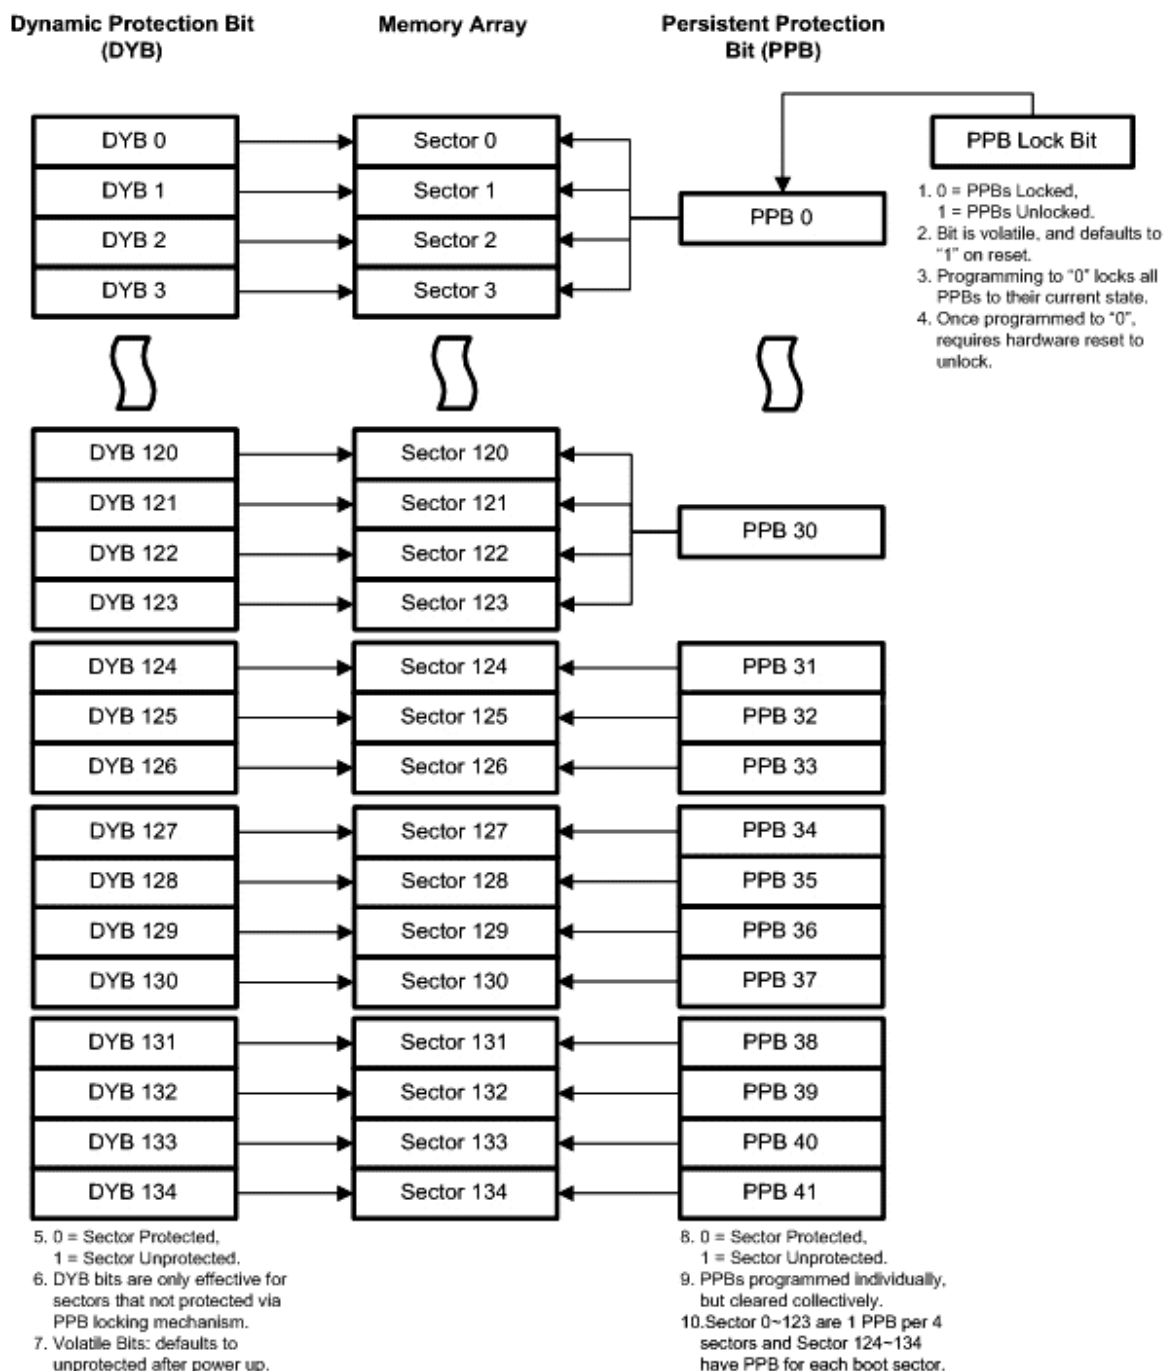 Dynamic Protection Bit
(DYB)
Memory Array
Persistent Protection
Bit (PPB)
DYB 0
Sector 0
PPB Lock Bit
DYB 1
Sector 1
PPB 0
DYB 2
Sector 2
DYB 3
Sector 3
1. 0 = PPBs Locked,
1 = PPBs Unlocked.
2. Bit is volatile, and defaults to
"1" on reset.
3. Programming to "0" locks all
PPBs to their current state.
4. Once programmed to "0",
requires hardware reset to
unlock.
DYB 120
Sector 120
DYB 121
Sector 121
PPB 30
DYB 122
Sector 122
DYB 123
Sector 123
DYB 124
Sector 124
PPB 31
DYB 125
Sector 125
PPB 32
DYB 126
Sector 126
PPB 33
DYB 127
Sector 127
PPB 34
DYB 128
Sector 128
PPB 35
DYB 129
Sector 129
PPB 36
DYB 130
Sector 130
PPB 37
DYB 131
Sector 131
PPB 38
DYB 132
Sector 132
PPB 39
DYB 133
Sector 133
PPB 40
DYB 134
Sector 134
PPB 41
5. 0 = Sector Protected,
1 = Sector Unprotected.
6. DYB bits are only effective for
sectors that not protected via
PPB locking mechanism.
7. Volatile Bits: defaults to
unprotected after power up.
8. 0 = Sector Protected,
1 = Sector Unprotected.
9. PPBs programmed individually,
but cleared collectively.
10.Sector 0~123 are 1 PPB per 4
sectors and Sector 124~134
have PPB for each boot sector.